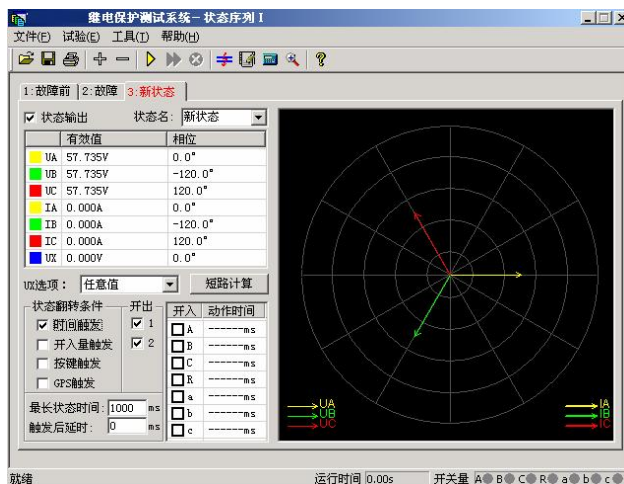 继电保护测试系统-状态序列 I
文件(F) 试验(E) 工具(T) 帮助(H)
1:故障前 2:故障 3:新状态
状态输出 状态名: 新状态
有效值 相位
UA 57.735V 0.0°
UB 57.735V -120.0°
UC 57.735V 120.0°
IA 0.000A 0.0°
IB 0.000A -120.0°
IC 0.000A 120.0°
UX 0.000V 0.0°
UX选项: 任意值 短路计算
状态翻转条件 开出 开入 动作时间
时间触发 1 A ------ms
开入量触发 2 B ------ms
按键触发 C ------ms
GPS触发 R ------ms
a ------ms
最长状态时间: 1000 ms b ------ms
触发后延时: 0 ms c ------ms
UA IA
UB IB
UC IC
就绪 运行时间 0.00s 开关量 A B C R a b c